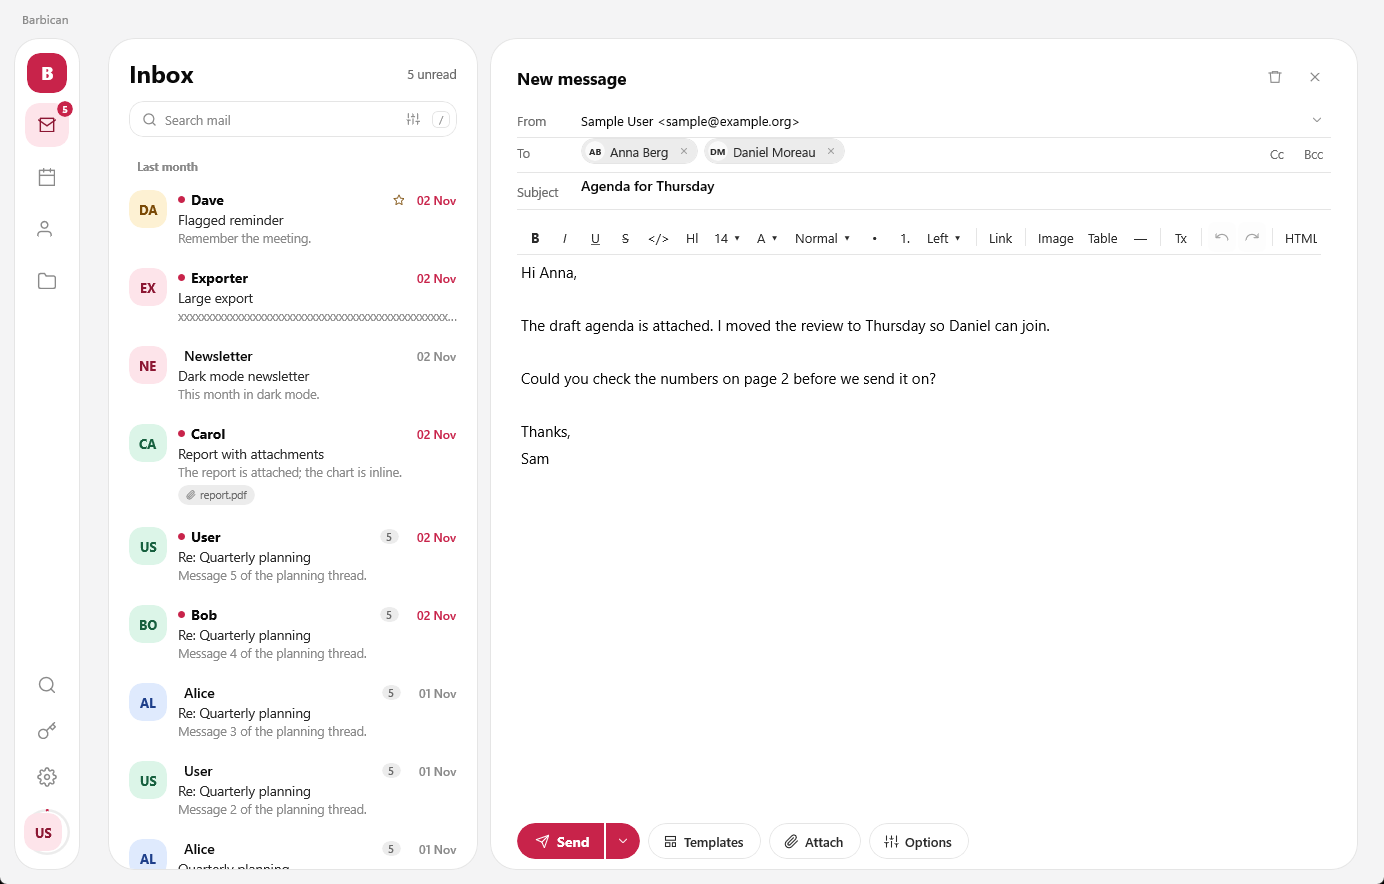 Barbican
B
5
US
Inbox
5 unread
Search mail
/
Last month
DA
Dave
02 Nov
Flagged reminder
Remember the meeting.
EX
Exporter
02 Nov
Large export
NE
Newsletter
02 Nov
Dark mode newsletter
This month in dark mode.
CA
Carol
02 Nov
Report with attachments
The report is attached; the chart is inline.
report.pdf
US
User
5
02 Nov
Re: Quarterly planning
Message 5 of the planning thread.
BO
Bob
5
02 Nov
Re: Quarterly planning
Message 4 of the planning thread.
AL
Alice
5
01 Nov
Re: Quarterly planning
Message 3 of the planning thread.
US
User
5
01 Nov
Re: Quarterly planning
Message 2 of the planning thread.
AL
Alice
5
01 Nov
Quarterly planning
New message
From
Sample User <sample@example.org>
To
AB Anna Berg ×
DM Daniel Moreau ×
Cc Bcc
Subject
Agenda for Thursday
B I U S </> Hl 14 ▾ A ▾ Normal ▾ • 1. Left ▾ Link Image Table — Tx HTML
Hi Anna,
The draft agenda is attached. I moved the review to Thursday so Daniel can join.
Could you check the numbers on page 2 before we send it on?
Thanks,
Sam
Send
Templates
Attach
Options